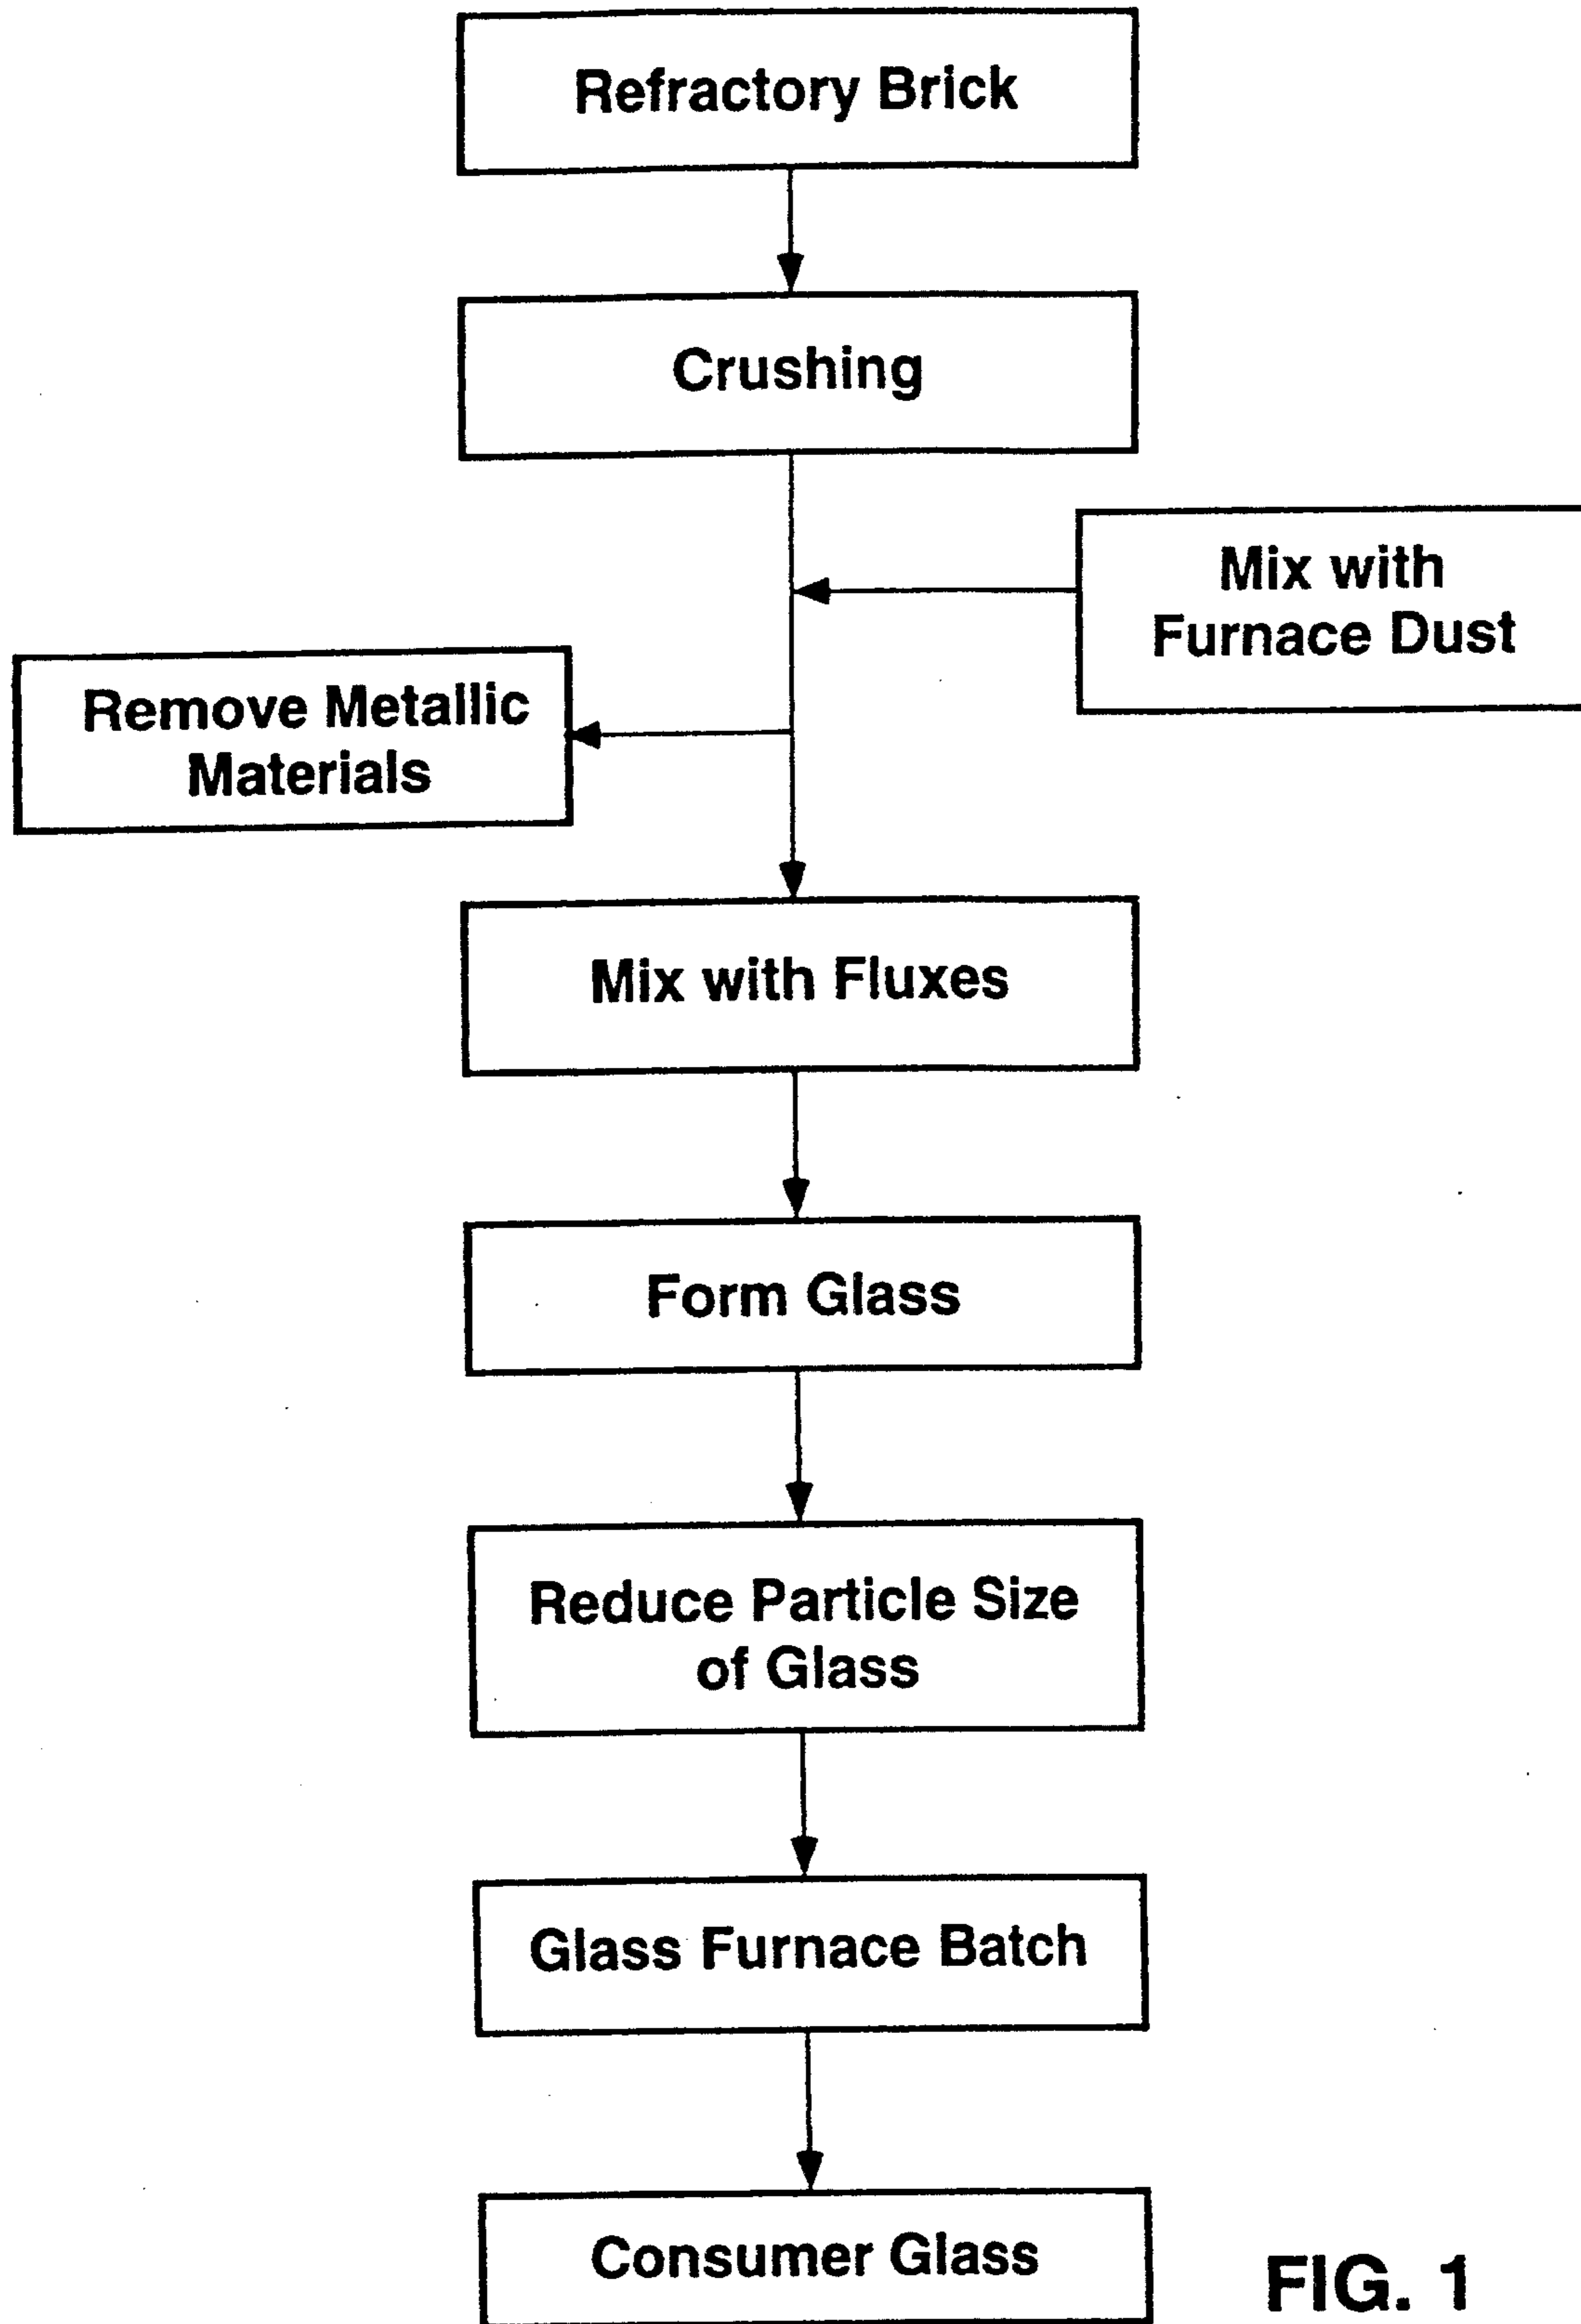 Refractory Brick
Crushing
Mix with
Furnace Dust
Remove Metallic
Materials
Mix with Fluxes
Form Glass
Reduce Particle Size
of Glass
Glass Furnace Batch
Consumer Glass
FIG. 1